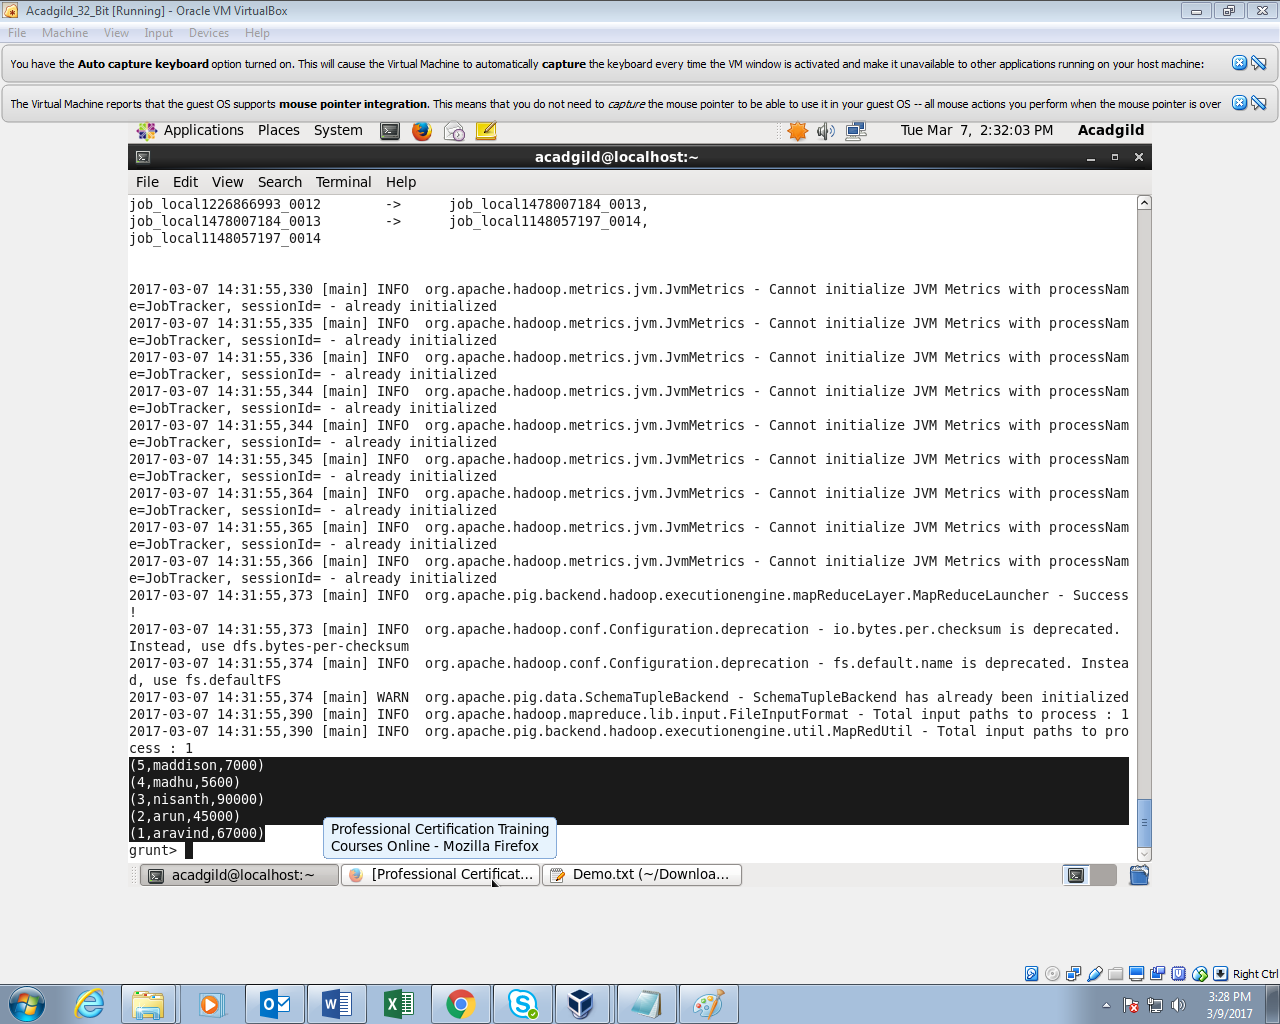 Acadgild_32_Bit [Running] - Oracle VM VirtualBox
File Machine View Input Devices Help
You have the Auto capture keyboard option turned on. This will cause the Virtual Machine to automatically capture the keyboard every time the VM window is activated and make it unavailable to other applications running on your host machine:
The Virtual Machine reports that the guest OS supports mouse pointer integration. This means that you do not need to capture the mouse pointer to be able to use it in your guest OS -- all mouse actions you perform when the mouse pointer is over
Applications Places System Tue Mar 7, 2:32:03 PM Acadgild
acadgild@localhost:~
File Edit View Search Terminal Help
job_local1226866993_0012 -> job_local1478007184_0013,
job_local1478007184_0013 -> job_local1148057197_0014,
job_local1148057197_0014
2017-03-07 14:31:55,330 [main] INFO org.apache.hadoop.metrics.jvm.JvmMetrics - Cannot initialize JVM Metrics with processNam
e=JobTracker, sessionId= - already initialized
2017-03-07 14:31:55,335 [main] INFO org.apache.hadoop.metrics.jvm.JvmMetrics - Cannot initialize JVM Metrics with processNam
e=JobTracker, sessionId= - already initialized
2017-03-07 14:31:55,336 [main] INFO org.apache.hadoop.metrics.jvm.JvmMetrics - Cannot initialize JVM Metrics with processNam
e=JobTracker, sessionId= - already initialized
2017-03-07 14:31:55,344 [main] INFO org.apache.hadoop.metrics.jvm.JvmMetrics - Cannot initialize JVM Metrics with processNam
e=JobTracker, sessionId= - already initialized
2017-03-07 14:31:55,344 [main] INFO org.apache.hadoop.metrics.jvm.JvmMetrics - Cannot initialize JVM Metrics with processNam
e=JobTracker, sessionId= - already initialized
2017-03-07 14:31:55,345 [main] INFO org.apache.hadoop.metrics.jvm.JvmMetrics - Cannot initialize JVM Metrics with processNam
e=JobTracker, sessionId= - already initialized
2017-03-07 14:31:55,364 [main] INFO org.apache.hadoop.metrics.jvm.JvmMetrics - Cannot initialize JVM Metrics with processNam
e=JobTracker, sessionId= - already initialized
2017-03-07 14:31:55,365 [main] INFO org.apache.hadoop.metrics.jvm.JvmMetrics - Cannot initialize JVM Metrics with processNam
e=JobTracker, sessionId= - already initialized
2017-03-07 14:31:55,366 [main] INFO org.apache.hadoop.metrics.jvm.JvmMetrics - Cannot initialize JVM Metrics with processNam
e=JobTracker, sessionId= - already initialized
2017-03-07 14:31:55,373 [main] INFO org.apache.pig.backend.hadoop.executionengine.mapReduceLayer.MapReduceLauncher - Success
!
2017-03-07 14:31:55,373 [main] INFO org.apache.hadoop.conf.Configuration.deprecation - io.bytes.per.checksum is deprecated.
Instead, use dfs.bytes-per-checksum
2017-03-07 14:31:55,374 [main] INFO org.apache.hadoop.conf.Configuration.deprecation - fs.default.name is deprecated. Instea
d, use fs.defaultFS
2017-03-07 14:31:55,374 [main] WARN org.apache.pig.data.SchemaTupleBackend - SchemaTupleBackend has already been initialized
2017-03-07 14:31:55,390 [main] INFO org.apache.hadoop.mapreduce.lib.input.FileInputFormat - Total input paths to process : 1
2017-03-07 14:31:55,390 [main] INFO org.apache.pig.backend.hadoop.executionengine.util.MapRedUtil - Total input paths to pro
cess : 1
(5,maddison,7000)
(4,madhu,5600)
(3,nisanth,90000)
(2,arun,45000)
(1,aravind,67000)
grunt>
Professional Certification Training
Courses Online - Mozilla Firefox
acadgild@localhost:~ [Professional Certificat... Demo.txt (~/Downloa...
Right Ctrl
3:28 PM
3/9/2017